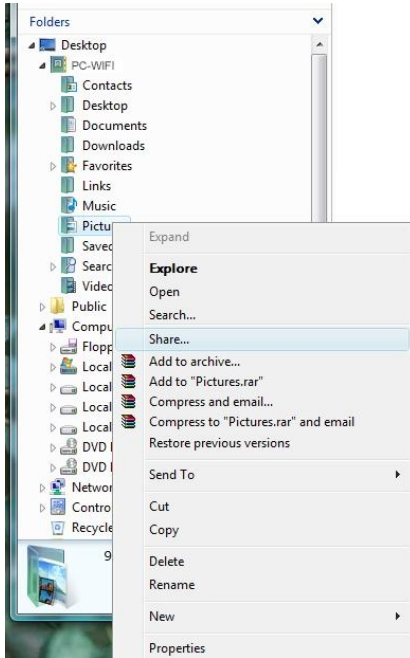 Folders
Desktop
PC-WIFI
Contacts
Desktop
Documents
Downloads
Favorites
Links
Music
Pictu
Saved
Searc
Video
Public
Compu
Flopp
Local
Local
Local
Local
DVD
DVD
Networ
Contro
Recycle
9
Expand
Explore
Open
Search...
Share...
Add to archive...
Add to "Pictures.rar"
Compress and email...
Compress to "Pictures.rar" and email
Restore previous versions
Send To
Cut
Copy
Delete
Rename
New
Properties